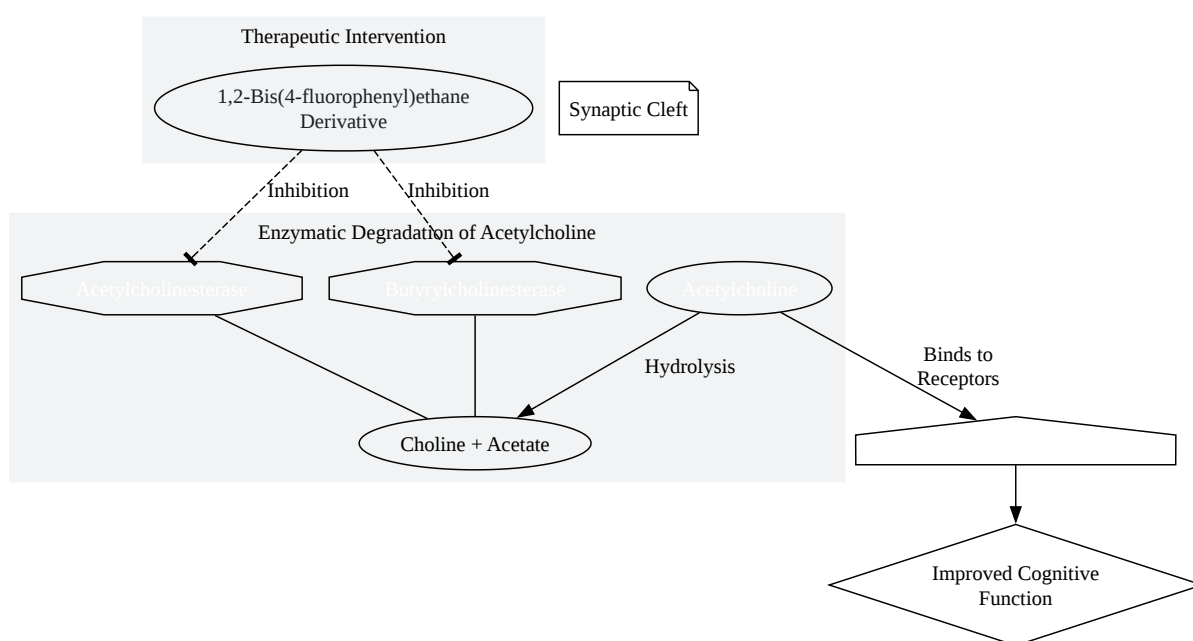 Therapeutic Intervention
1,2-Bis(4-fluorophenyl)ethane
Derivative
Synaptic Cleft
Inhibition
Inhibition
Enzymatic Degradation of Acetylcholine
Acetylcholinesterase
Butyrylcholinesterase
Acetylcholine
Hydrolysis
Binds to
Receptors
Choline + Acetate
Improved Cognitive
Function